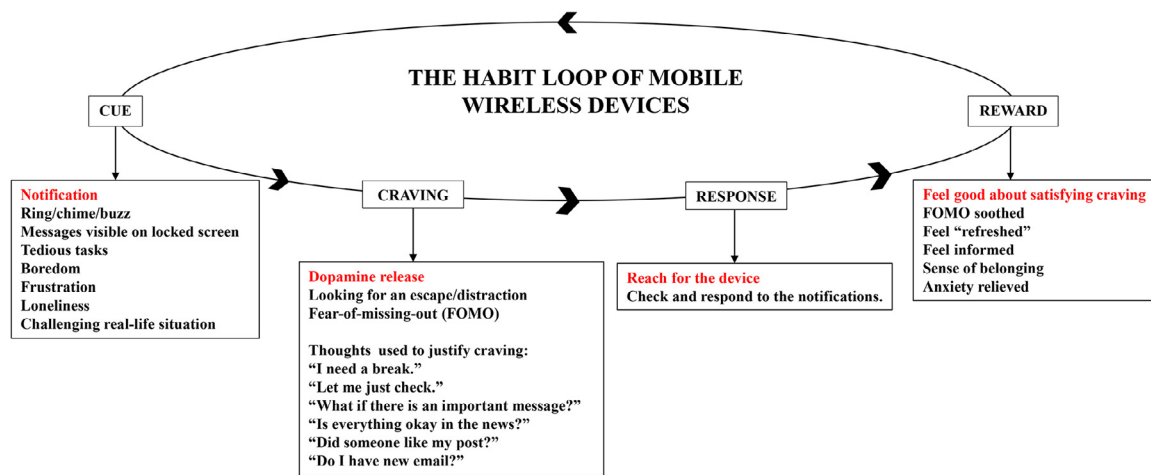 THE HABIT LOOP OF MOBILE
WIRELESS DEVICES
CUE
Notification
Ring/chime/buzz
Messages visible on locked screen
Tedious tasks
Boredom
Frustration
Loneliness
Challenging real-life situation
CRAVING
Dopamine release
Looking for an escape/distraction
Fear-of-missing-out (FOMO)
Thoughts used to justify craving:
“I need a break.”
“Let me just check.”
“What if there is an important message?”
“Is everything okay in the news?”
“Did someone like my post?”
“Do I have new email?”
RESPONSE
Reach for the device
Check and respond to the notifications.
REWARD
Feel good about satisfying craving
FOMO soothed
Feel “refreshed”
Feel informed
Sense of belonging
Anxiety relieved